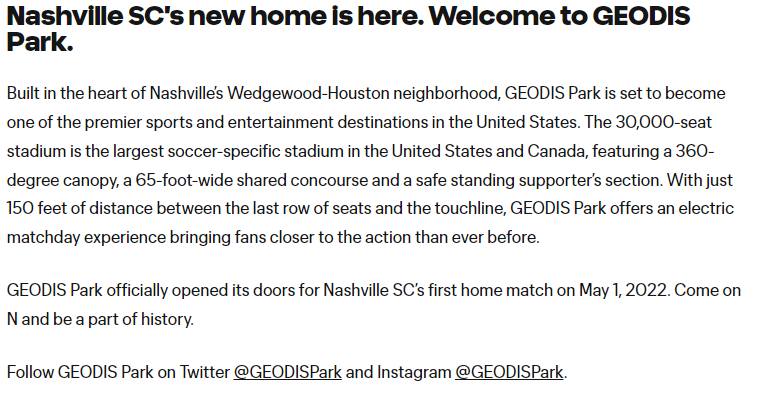 Nashville SC's new home is here. Welcome to GEODIS
Park.
Built in the heart of Nashville's Wedgewood-Houston neighborhood, GEODIS Park is set to become
one of the premier sports and entertainment destinations in the United States. The 30,000-seat
stadium is the largest soccer-specific stadium in the United States and Canada, featuring a 360-
degree canopy, a 65-foot-wide shared concourse and a safe standing supporter's section. With just
150 feet of distance between the last row of seats and the touchline, GEODIS Park offers an electric
matchday experience bringing fans closer to the action than ever before.
GEODIS Park officially opened its doors for Nashville SC's first home match on May 1, 2022. Come on
N and be a part of history.
Follow GEODIS Park on Twitter @GEODISPark and Instagram @GEODISPark.